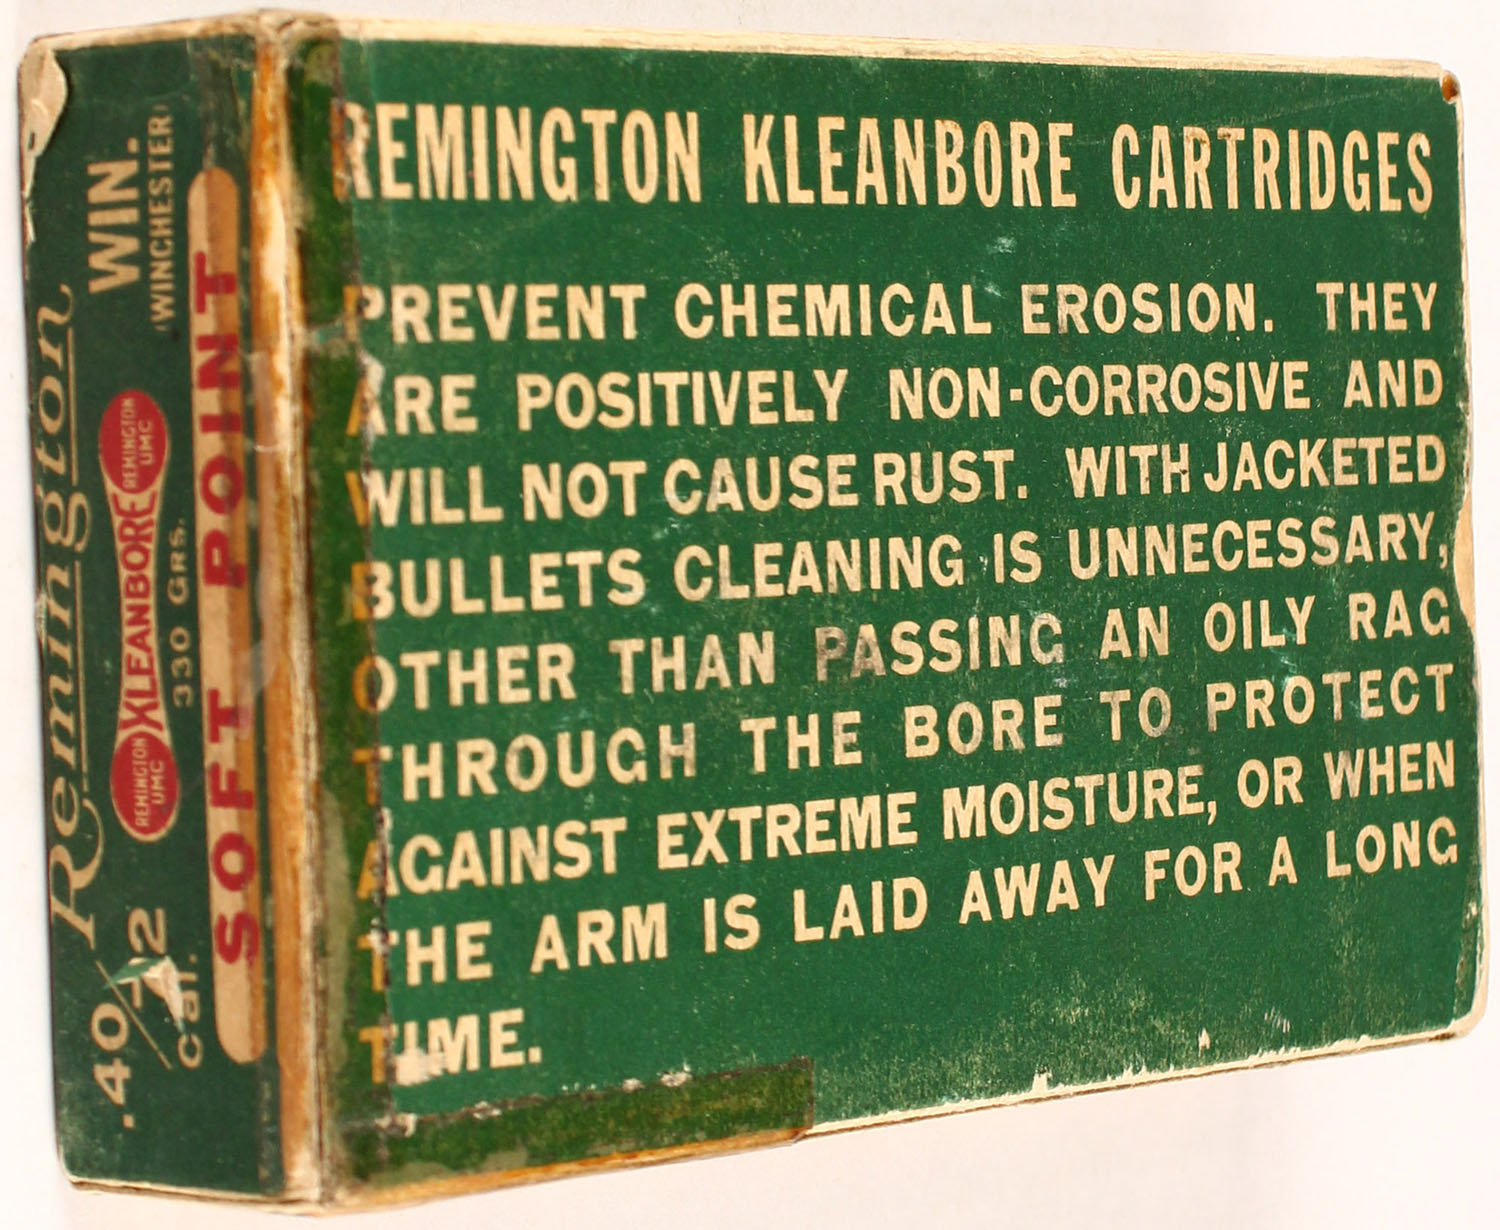 REMINGTON KLEANBORE CARTRIDGES
PREVENT CHEMICAL EROSION. THEY
ARE POSITIVELY NON-CORROSIVE AND
WILL NOT CAUSE RUST. WITH JACKETED
BULLETS CLEANING IS UNNECESSARY,
OTHER THAN PASSING AN OILY RAG
THROUGH THE BORE TO PROTECT
AGAINST EXTREME MOISTURE, OR WHEN
THE ARM IS LAID AWAY FOR A LONG
TIME.
Remington
.40
Cal.
REMINGTON
UMC
KLEANBORE
REMINGTON
UMC
330 Grs.
WIN.
(WINCHESTER)
SOFT POINT